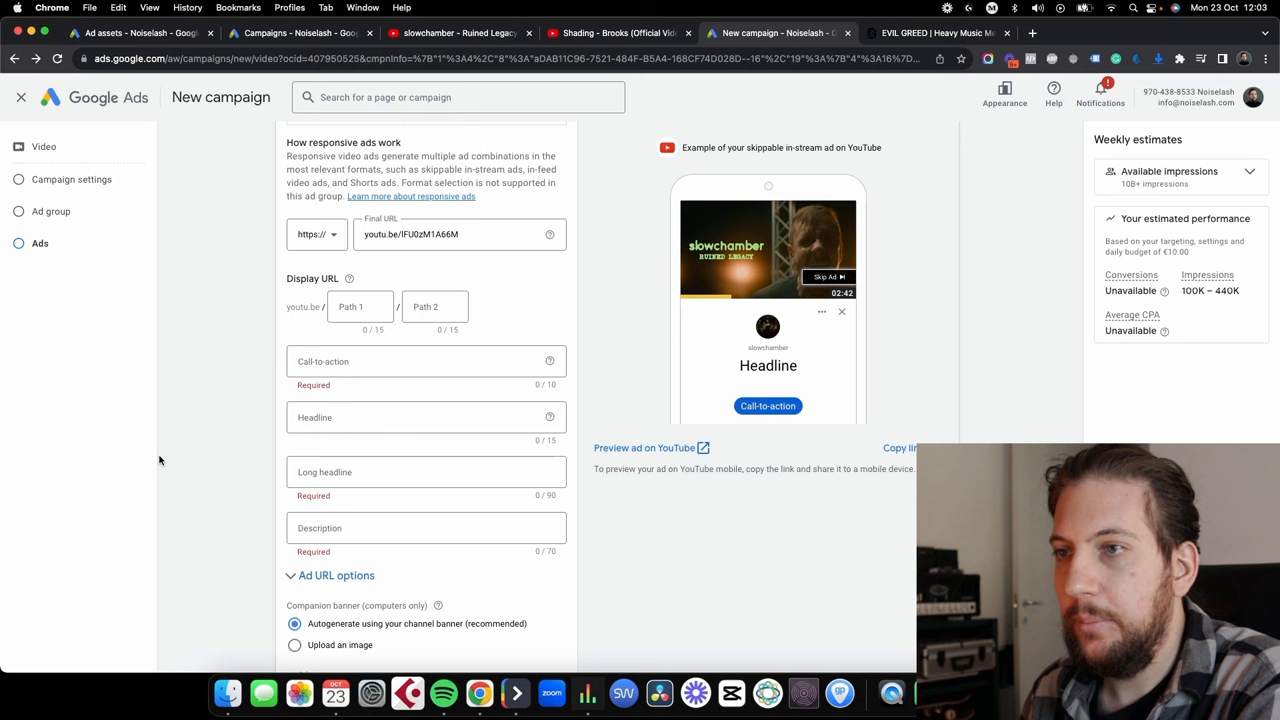 Chrome File Edit View History Bookmarks Profiles Tab Window Help Mon 23 Oct 12:03
Ad assets - Noiselash - Google
Campaigns - Noiselash - Goo
slowchamber - Ruined Legacy
Shading - Brooks (Official Vi
New campaign - Noiselash - G
EVIL GREED | Heavy Music Me
ads.google.com/aw/campaigns/new/video?ocid=407950525&cmpnInfo=%7B"1"%3A4%2C"8"%3A"aDAB11C96-7521-484F-B5A4-168CF74D028D--16"%2C"19"%3A%7B"4"%3A"16%7D...
Google Ads
New campaign
Search for a page or campaign
Appearance
Help
Notifications
970-438-8533 Noiselash
info@noiselash.com
Video
Campaign settings
Ad group
Ads
How responsive ads work
Responsive video ads generate multiple ad combinations in the
most relevant formats, such as skippable in-stream ads, in-feed
video ads, and Shorts ads. Format selection is not supported in
this ad group. Learn more about responsive ads
https://
Final URL
youtu.be/IFU0zM1A66M
Display URL
youtu.be / Path 1 / Path 2
0 / 15 0 / 15
Call-to-action
Required 0 / 10
Headline
0 / 15
Long headline
Required 0 / 90
Description
Required 0 / 70
Ad URL options
Companion banner (computers only)
Autogenerate using your channel banner (recommended)
Upload an image
Example of your skippable in-stream ad on YouTube
slowchamber
RUINED LEGACY
Skip Ad
02:42
slowchamber
Headline
Call-to-action
Preview ad on YouTube
Copy lin
To preview your ad on YouTube mobile, copy the link and share it to a mobile device.
Weekly estimates
Available impressions
10B+ impressions
Your estimated performance
Based on your targeting, settings and
daily budget of €10.00
Conversions Impressions
Unavailable 100K – 440K
Average CPA
Unavailable
OCT
23
zoom
SW
gp